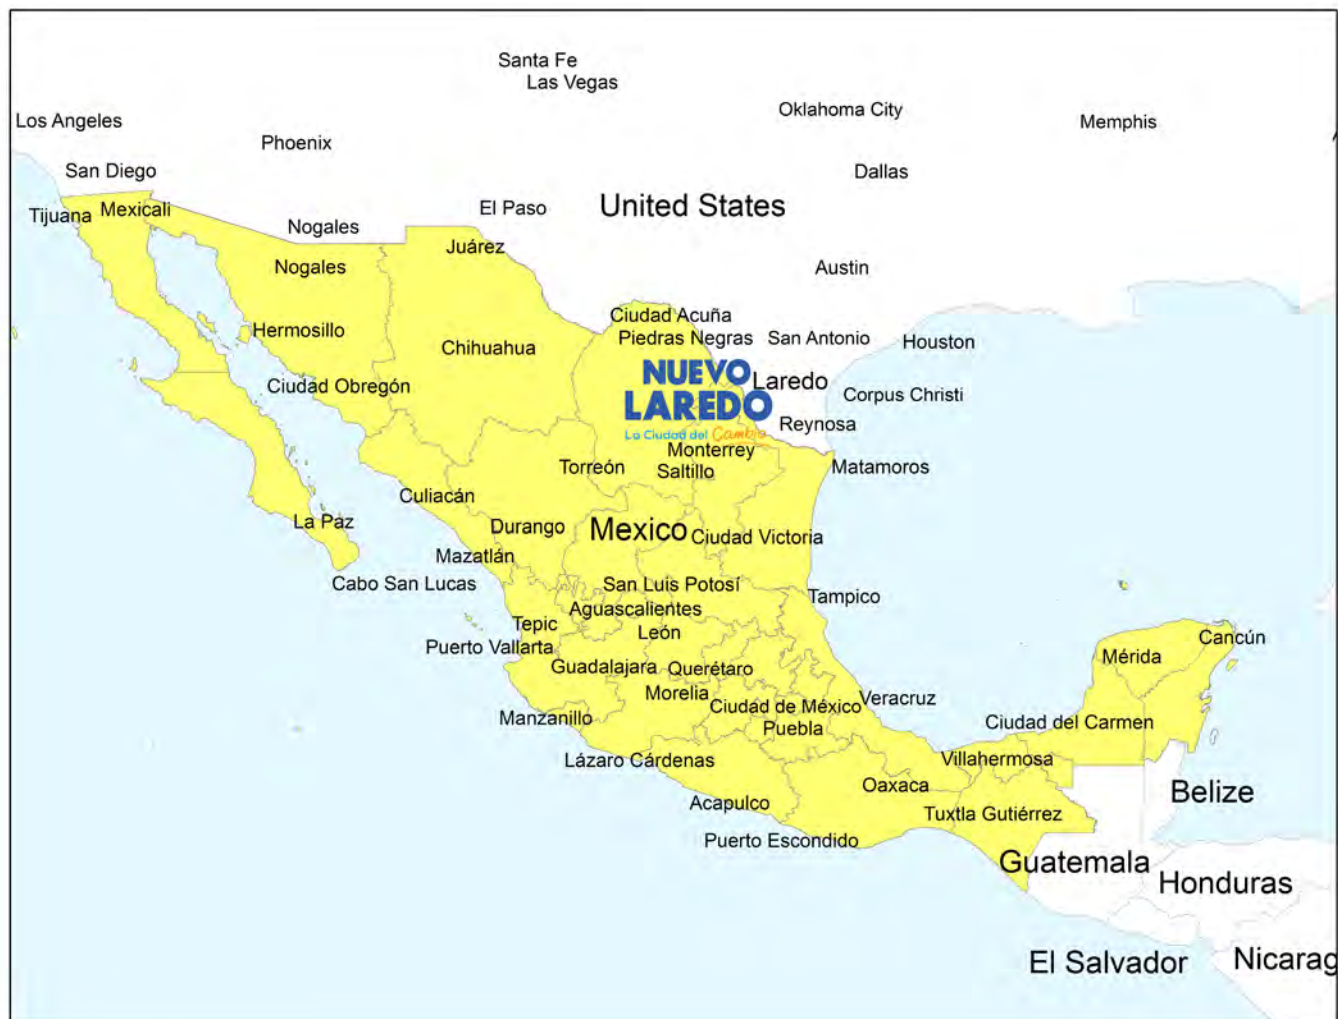 Santa Fe
Las Vegas
Oklahoma City
Los Angeles
Memphis
Phoenix
San Diego
Dallas
Tijuana
Mexicali
El Paso
United States
Nogales
Juárez
Nogales
Austin
Ciudad Acuña
Hermosillo
Piedras Negras
San Antonio
Houston
Chihuahua
NUEVO
LAREDO
La Ciudad del Cambio
Laredo
Ciudad Obregón
Corpus Christi
Reynosa
Monterrey
Torreón
Saltillo
Matamoros
Culiacán
La Paz
Durango
Mexico
Ciudad Victoria
Mazatlán
Cabo San Lucas
San Luis Potosí
Tampico
Aguascalientes
Tepic
León
Cancún
Puerto Vallarta
Mérida
Guadalajara
Querétaro
Morelia
Veracruz
Ciudad de México
Manzanillo
Puebla
Ciudad del Carmen
Lázaro Cárdenas
Villahermosa
Oaxaca
Belize
Acapulco
Tuxtla Gutiérrez
Puerto Escondido
Guatemala
Honduras
El Salvador
Nicarag